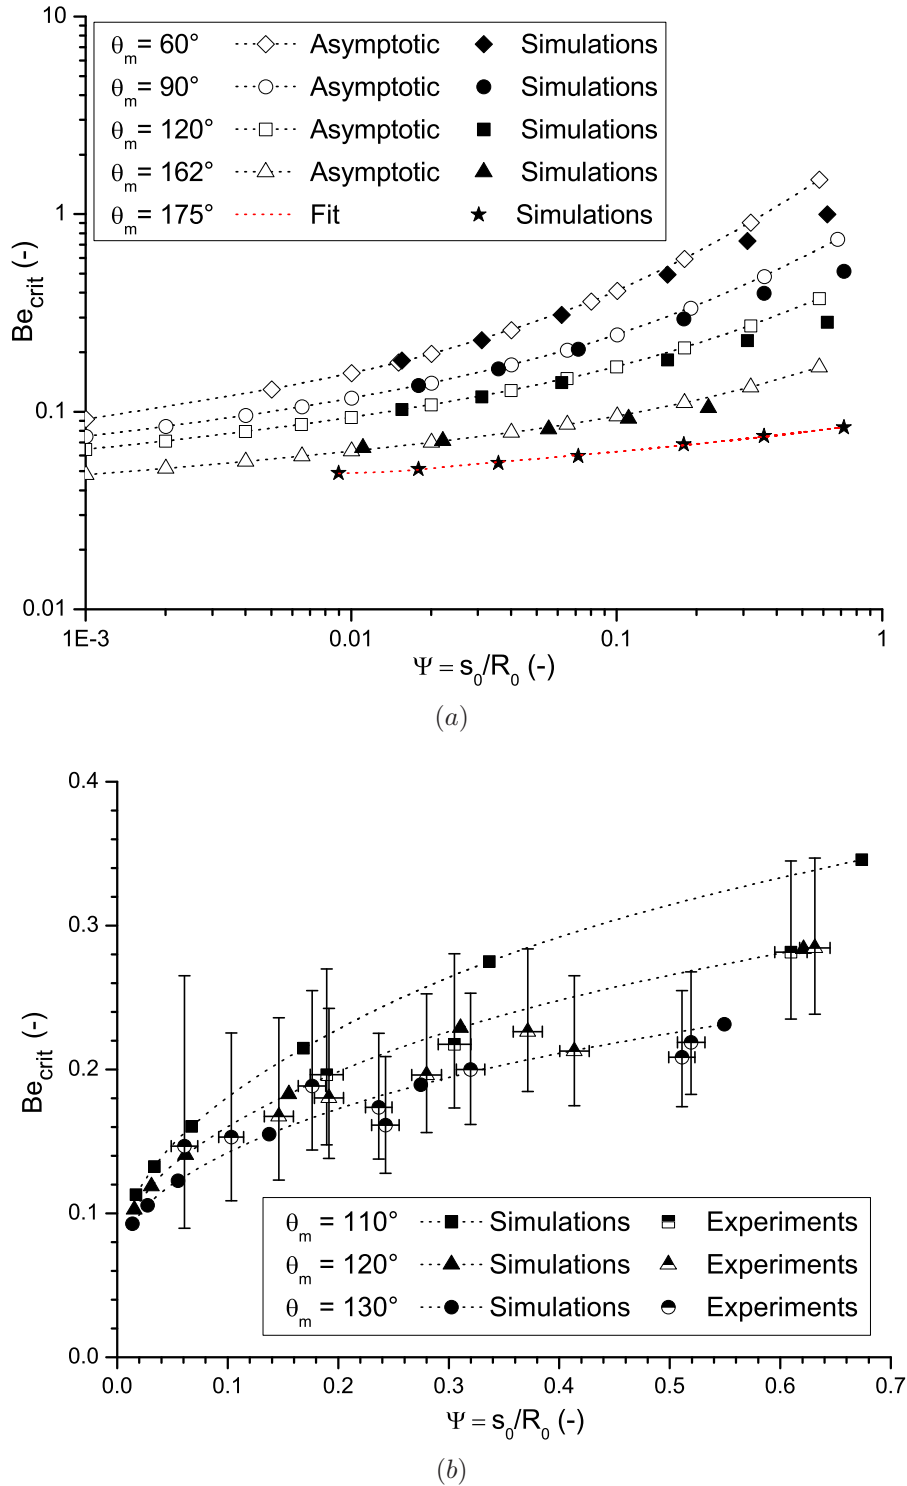 10
θm = 60° Asymptotic Simulations
θm = 90° Asymptotic Simulations
θm = 120° Asymptotic Simulations
θm = 162° Asymptotic Simulations
θm = 175° Fit Simulations
1
0.1
0.01
Becrit (-)
1E-3 0.01 0.1 1
Ψ = s0/R0 (-)
(a)
0.4
0.3
0.2
0.1
0.0
Becrit (-)
θm = 110° Simulations Experiments
θm = 120° Simulations Experiments
θm = 130° Simulations Experiments
0.0 0.1 0.2 0.3 0.4 0.5 0.6 0.7
Ψ = s0/R0 (-)
(b)